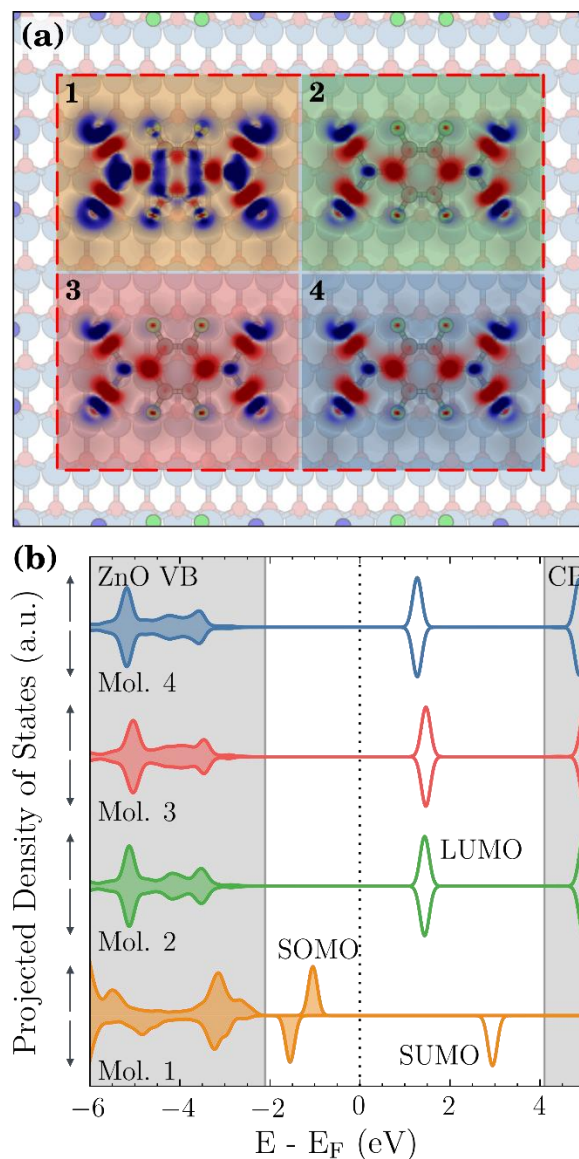 (a)
1
2
3
4
(b)
ZnO VB
Mol. 4
Mol. 3
LUMO
Mol. 2
SOMO
SUMO
Mol. 1
Projected Density of States (a.u.)
−6
−4
−2
0
2
4
E - E_F (eV)